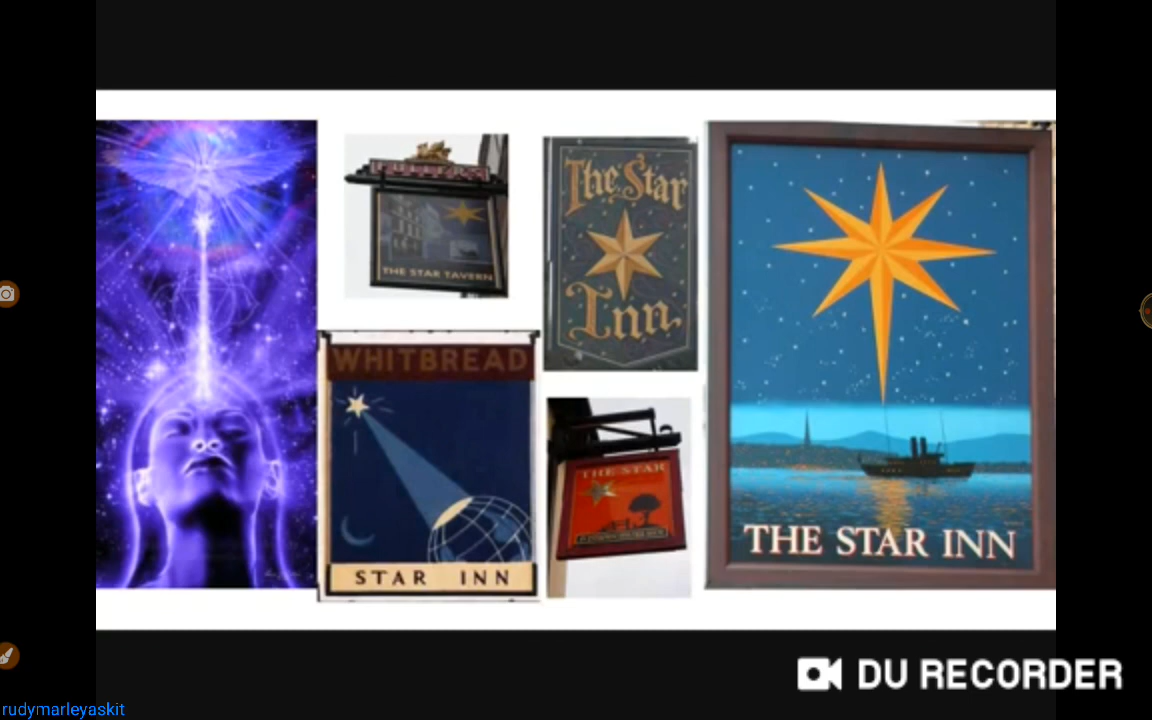 THE STAR TAVERN
The Star
Inn
WHITBREAD
STAR INN
THE STAR
THE STAR INN
DU RECORDER
rudymarleyaskit